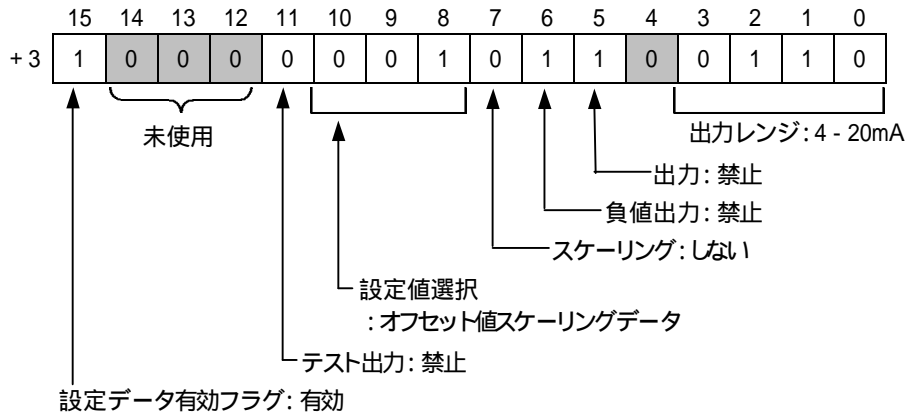 15 14 13 12 11 10 9 8 7 6 5 4 3 2 1 0
+3 1 0 0 0 0 0 0 1 0 1 1 0 0 1 1 0
未使用
出力レンジ:4 - 20mA
出力:禁止
負値出力:禁止
スケーリング:しない
設定値選択
:オフセット値スケーリングデータ
テスト出力:禁止
設定データ有効フラグ:有効